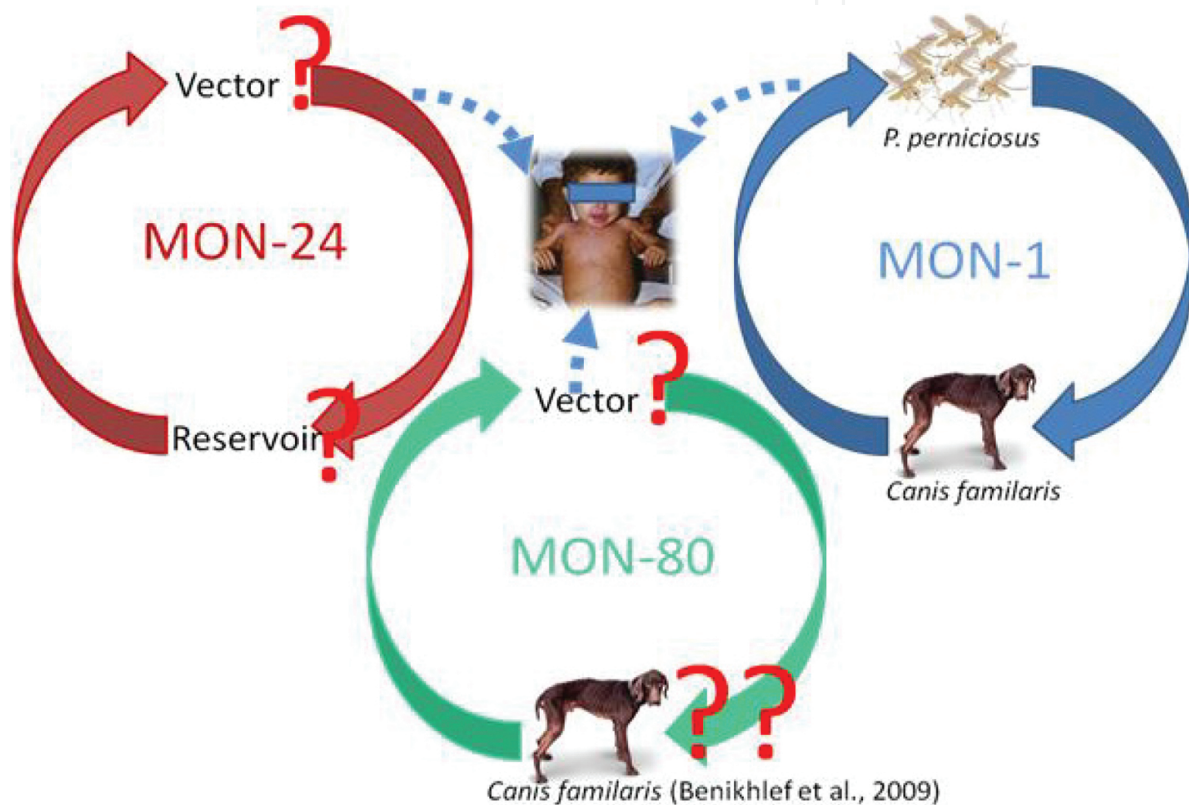 Vector ?
P. perniciosus
MON-24
MON-1
Reservoir ?
Vector ?
Canis familaris
MON-80
??
Canis familaris (Benikhlef et al., 2009)